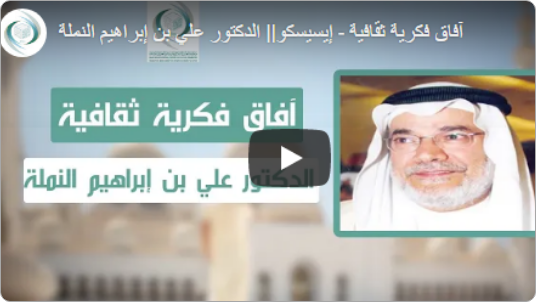 آفاق فكرية ثقافية - إيسيسكو|| الدكتور علي بن إبراهيم النملة
آفاق فكرية ثقافية
الدكتور علي بن إبراهيم النملة